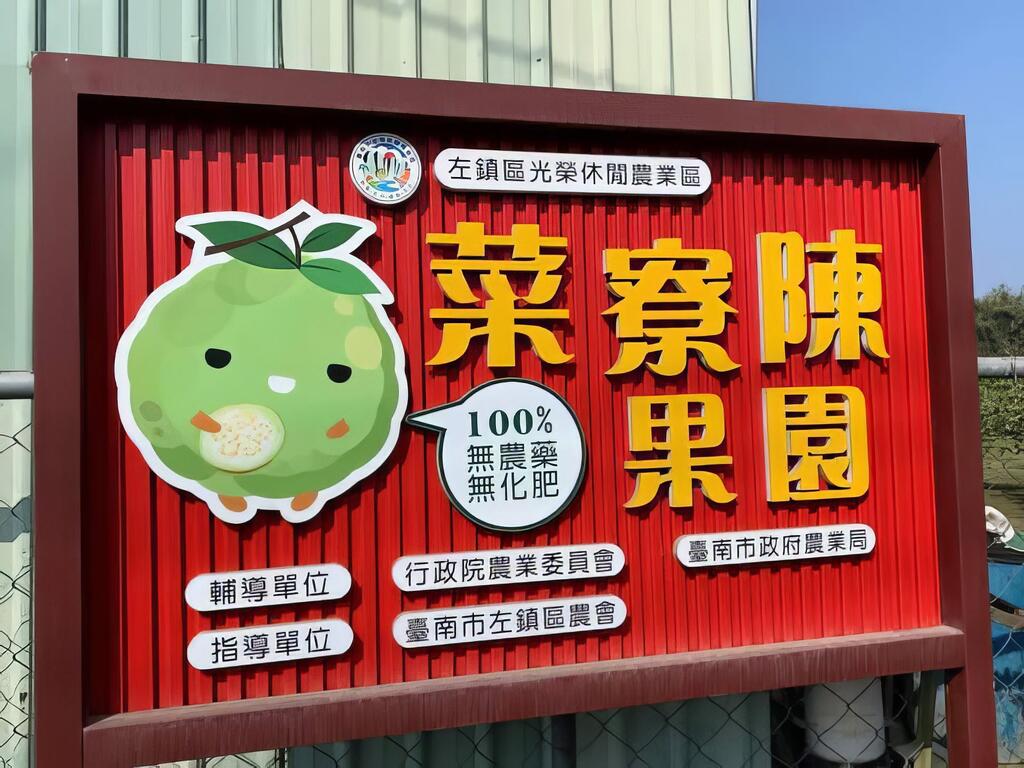 左鎮區光榮休閒農業區
菜寮陳
果園
100%
無農藥
無化肥
輔導單位
行政院農業委員會
臺南市政府農業局
指導單位
臺南市左鎮區農會